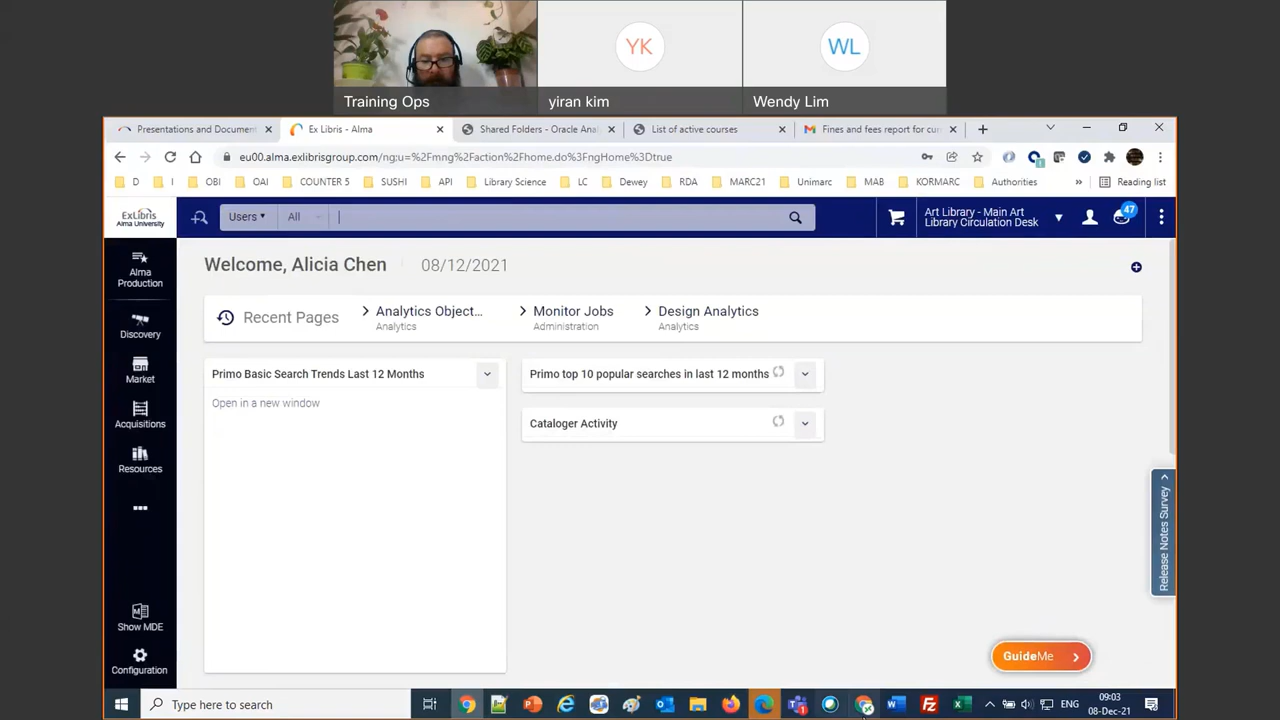 YK
WL
Training Ops
yiran kim
Wendy Lim
Presentations and Document
Ex Libris - Alma
Shared Folders - Oracle Anal
List of active courses
Fines and fees report for cur
eu00.alma.exlibrisgroup.com/ng:u=%2Fmng%2Faction%2Fhome.do%3FngHome%3Dtrue
D
I
OBI
OAI
COUNTER 5
SUSHI
API
Library Science
LC
Dewey
RDA
MARC21
Unimarc
MAB
KORMARC
Authorities
»
Reading list
ExLibris
Alma University
Users
All
Art Library - Main Art
Library Circulation Desk
47
Alma
Production
Discovery
Market
Acquisitions
Resources
Show MDE
Configuration
Welcome, Alicia Chen
08/12/2021
Recent Pages
Analytics Object...
Analytics
Monitor Jobs
Administration
Design Analytics
Analytics
Primo Basic Search Trends Last 12 Months
Open in a new window
Primo top 10 popular searches in last 12 months
Cataloger Activity
Release Notes Survey
GuideMe
Type here to search
ENG
09:03
08-Dec-21